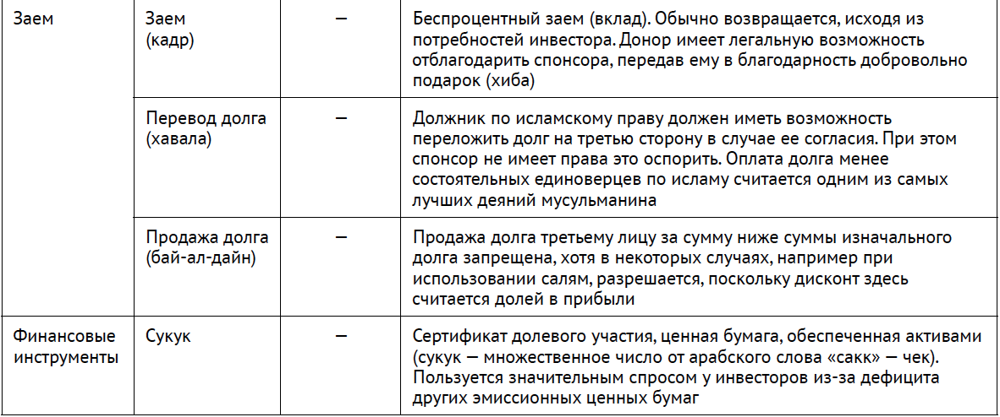 Заем
Заем
(кадр)
—
Беспроцентный заем (вклад). Обычно возвращается, исходя из
потребностей инвестора. Донор имеет легальную возможность
отблагодарить спонсора, передав ему в благодарность добровольно
подарок (хиба)
Перевод долга
(хавала)
—
Должник по исламскому праву должен иметь возможность
переложить долг на третью сторону в случае ее согласия. При этом
спонсор не имеет права это оспорить. Оплата долга менее
состоятельных единоверцев по исламу считается одним из самых
лучших деяний мусульманина
Продажа долга
(бай-ал-дайн)
—
Продажа долга третьему лицу за сумму ниже суммы изначального
долга запрещена, хотя в некоторых случаях, например при
использовании салям, разрешается, поскольку дисконт здесь
считается долей в прибыли
Финансовые
инструменты
Сукук
—
Сертификат долевого участия, ценная бумага, обеспеченная активами
(сукук — множественное число от арабского слова «сакк» — чек).
Пользуется значительным спросом у инвесторов из-за дефицита
других эмиссионных ценных бумаг